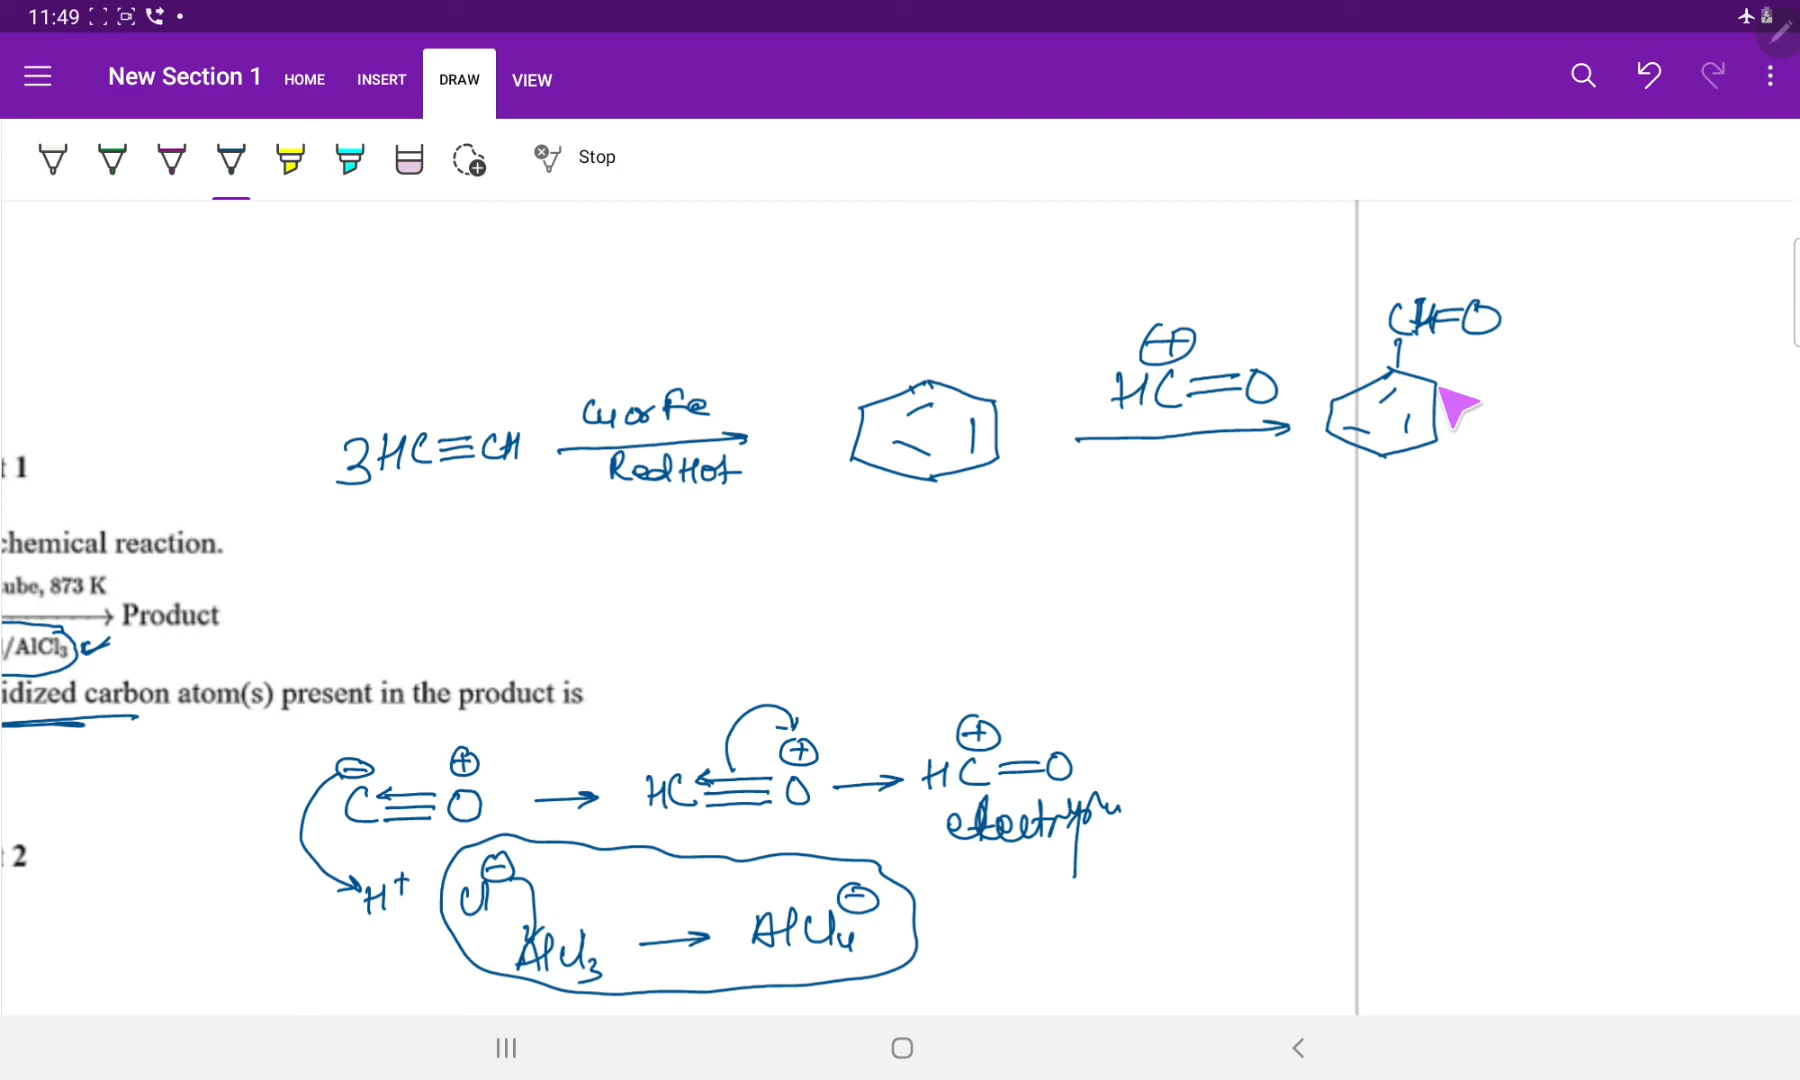 11:49
New Section 1 HOME INSERT DRAW VIEW
Stop
CH=O
⊕
HC=O
Cu or Fe
3HC≡CH
Red Hot
t 1
chemical reaction.
ube, 873 K
→ Product
/AlCl3
idized carbon atom(s) present in the product is
⊖ ⊕ ⊕ ⊕
C≡O → HC≡O → HC=O
t 2
⊖ ⊖
H+ Cl
AlCl3 → AlCl4